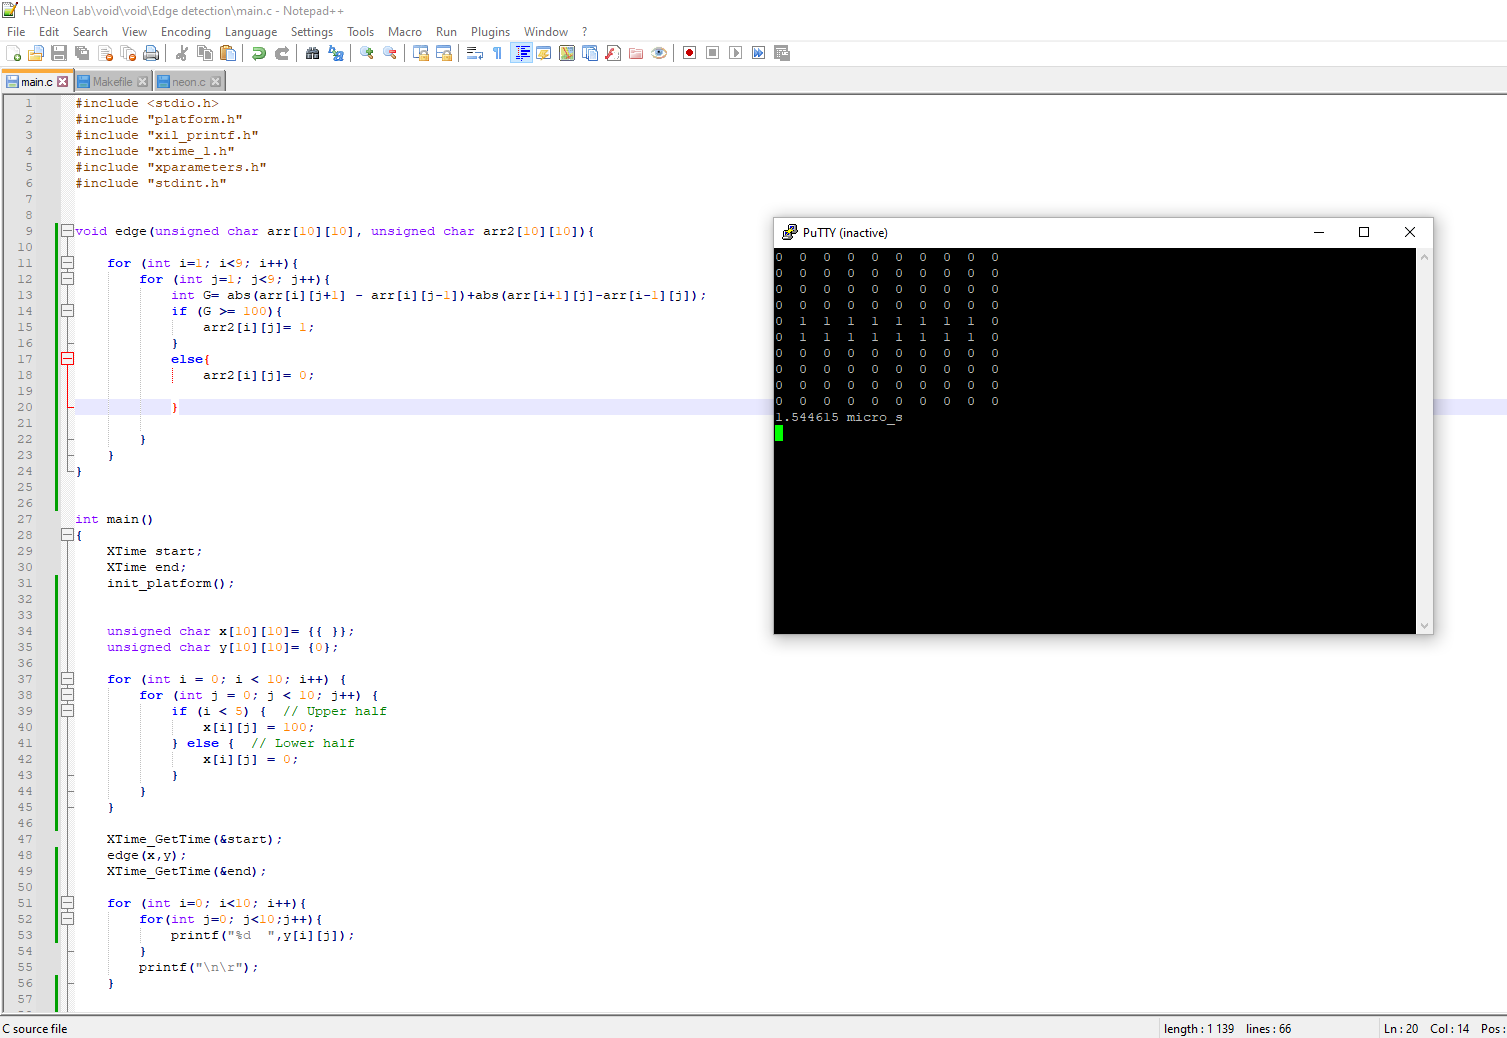 H:\Neon Lab\void\void\Edge detection\main.c - Notepad++
File Edit Search View Encoding Language Settings Tools Macro Run Plugins Window ?
main.c Makefile neon.c
1 #include <stdio.h>
2 #include "platform.h"
3 #include "xil_printf.h"
4 #include "xtime_l.h"
5 #include "xparameters.h"
6 #include "stdint.h"
7
8
9 void edge(unsigned char arr[10][10], unsigned char arr2[10][10]){
10
11 for (int i=1; i<9; i++){
12 for (int j=1; j<9; j++){
13 int G= abs(arr[i][j+1] - arr[i][j-1])+abs(arr[i+1][j]-arr[i-1][j]);
14 if (G >= 100){
15 arr2[i][j]= 1;
16 }
17 else{
18 arr2[i][j]= 0;
19
20 }
21
22 }
23 }
24 }
25
26
27 int main()
28 {
29 XTime start;
30 XTime end;
31 init_platform();
32
33
34 unsigned char x[10][10]= {{ }};
35 unsigned char y[10][10]= {0};
36
37 for (int i = 0; i < 10; i++) {
38 for (int j = 0; j < 10; j++) {
39 if (i < 5) { // Upper half
40 x[i][j] = 100;
41 } else { // Lower half
42 x[i][j] = 0;
43 }
44 }
45 }
46
47 XTime_GetTime(&start);
48 edge(x,y);
49 XTime_GetTime(&end);
50
51 for (int i=0; i<10; i++){
52 for(int j=0; j<10;j++){
53 printf("%d  ",y[i][j]);
54 }
55 printf("\n\r");
56 }
57
PuTTY (inactive)
0 0 0 0 0 0 0 0 0 0
0 0 0 0 0 0 0 0 0 0
0 0 0 0 0 0 0 0 0 0
0 0 0 0 0 0 0 0 0 0
0 1 1 1 1 1 1 1 1 0
0 1 1 1 1 1 1 1 1 0
0 0 0 0 0 0 0 0 0 0
0 0 0 0 0 0 0 0 0 0
0 0 0 0 0 0 0 0 0 0
0 0 0 0 0 0 0 0 0 0
1.544615 micro_s
C source file length : 1 139 lines : 66 Ln : 20 Col : 14 Pos :